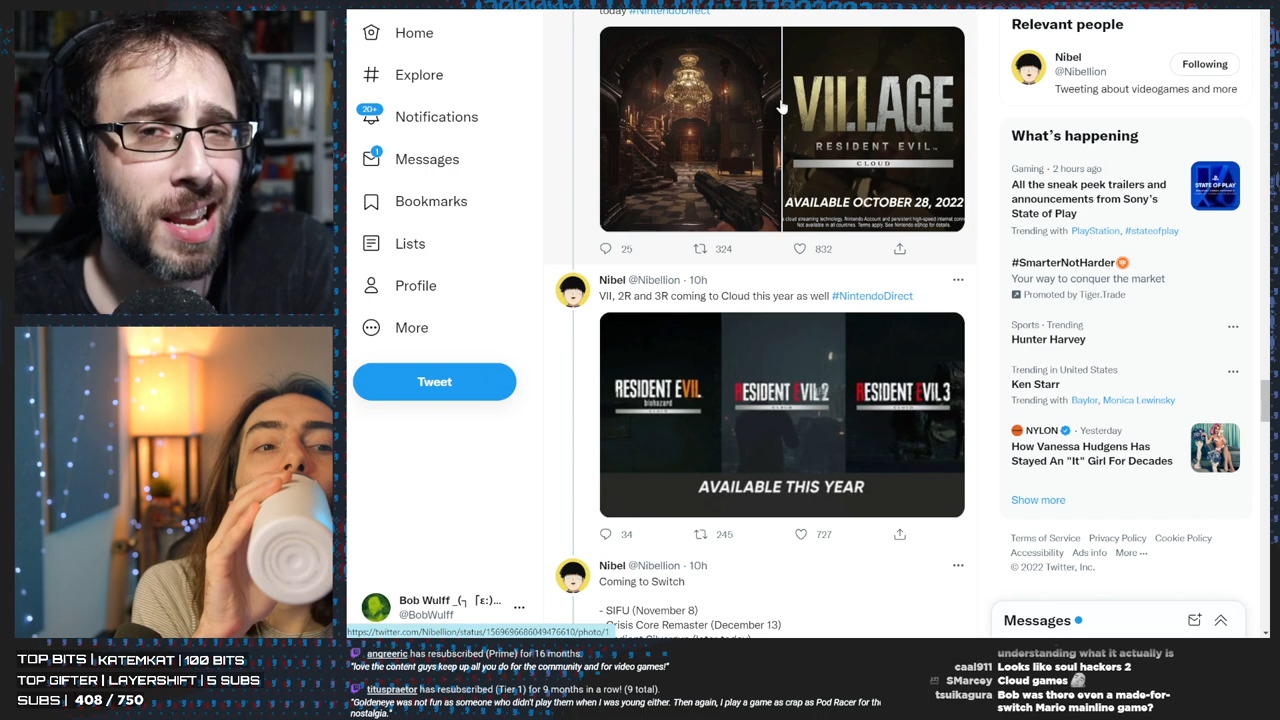 Home
Explore
20+
Notifications
1
Messages
Bookmarks
Lists
Profile
More
Tweet
Bob Wulff
@BobWulff
https://twitter.com/Nibellion/status/1569696686049476610/photo/1
today #NintendoDirect
VILLAGE
RESIDENT EVIL
CLOUD
AVAILABLE OCTOBER 28, 2022
25 324 832
Nibel @Nibellion · 10h
VII, 2R and 3R coming to Cloud this year as well #NintendoDirect
RESIDENT EVIL
biohazard
CLOUD
RESIDENT EVIL 2
CLOUD
RESIDENT EVIL 3
CLOUD
AVAILABLE THIS YEAR
34 245 727
Nibel @Nibellion · 10h
Coming to Switch
- SIFU (November 8)
Crisis Core Remaster (December 13)
Relevant people
Nibel
@Nibellion
Following
Tweeting about videogames and more
What's happening
Gaming · 2 hours ago
All the sneak peek trailers and
announcements from Sony's
State of Play
STATE OF PLAY
Trending with PlayStation, #stateofplay
#SmarterNotHarder
Your way to conquer the market
Promoted by Tiger.Trade
Sports · Trending
Hunter Harvey
Trending in United States
Ken Starr
Trending with Baylor, Monica Lewinsky
NYLON · Yesterday
How Vanessa Hudgens Has
Stayed An "It" Girl For Decades
Show more
Terms of Service Privacy Policy Cookie Policy
Accessibility Ads info More ···
© 2022 Twitter, Inc.
Messages
TOP BITS | KATEMKAT | 100 BITS
TOP GIFTER | LAYERSHIFT | 5 SUBS
SUBS | 408 / 750
angreeric has resubscribed (Prime) for 16 months.
"love the content guys keep up all you do for the community and for video games!"
tituspraetor has resubscribed (Tier 1) for 9 months in a row! (9 total).
"Goldeneye was not fun as someone who didn't play them when I was young either. Then again, I play a game as crap as Pod Racer for the
nostalgia."
understanding what it actually is
caal911 Looks like soul hackers 2
SMarcey Cloud games
tsuikagura Bob was there even a made-for-
switch Mario mainline game?